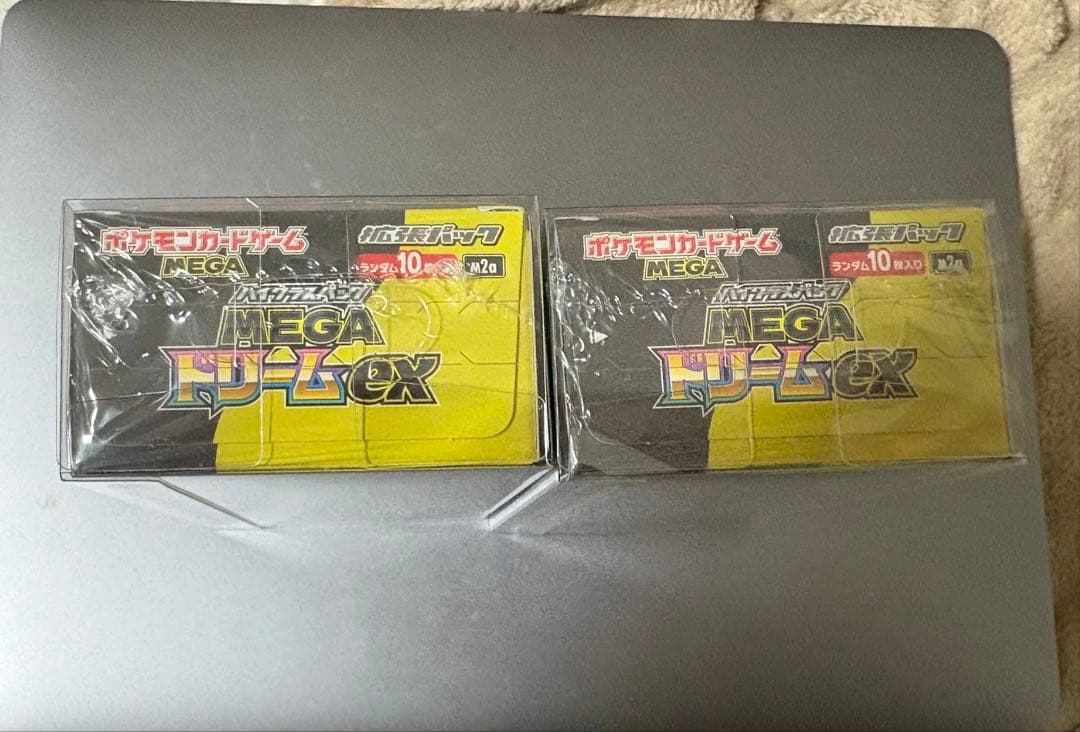 ポケモンカードゲーム
MEGA
拡張パック
ランダム10枚入り
M2a
ハイクラスパック
MEGA
ドリームex
ポケモンカードゲーム
MEGA
拡張パック
ランダム10枚入り
M2a
ハイクラスパック
MEGA
ドリームex